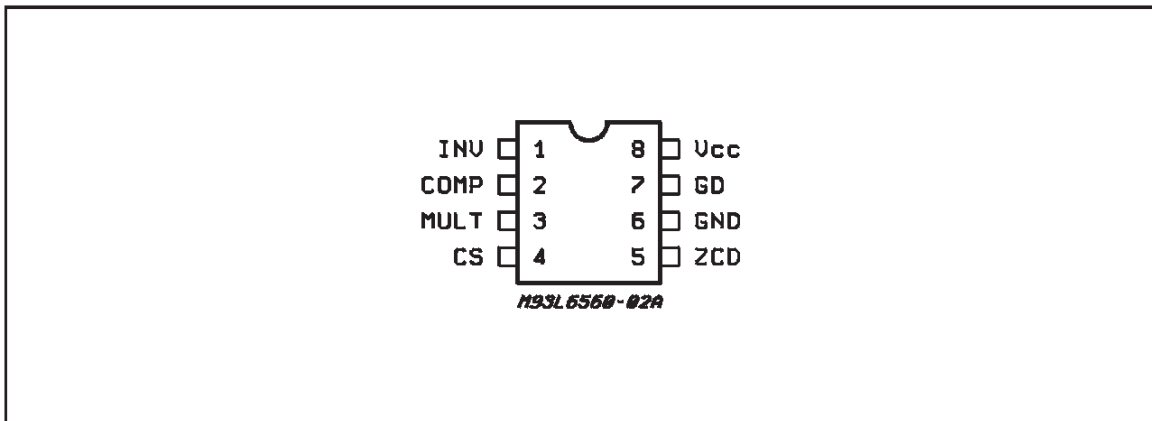 INV 1 8 Vcc
COMP 2 7 GD
MULT 3 6 GND
CS 4 5 ZCD
M93L6560-02A